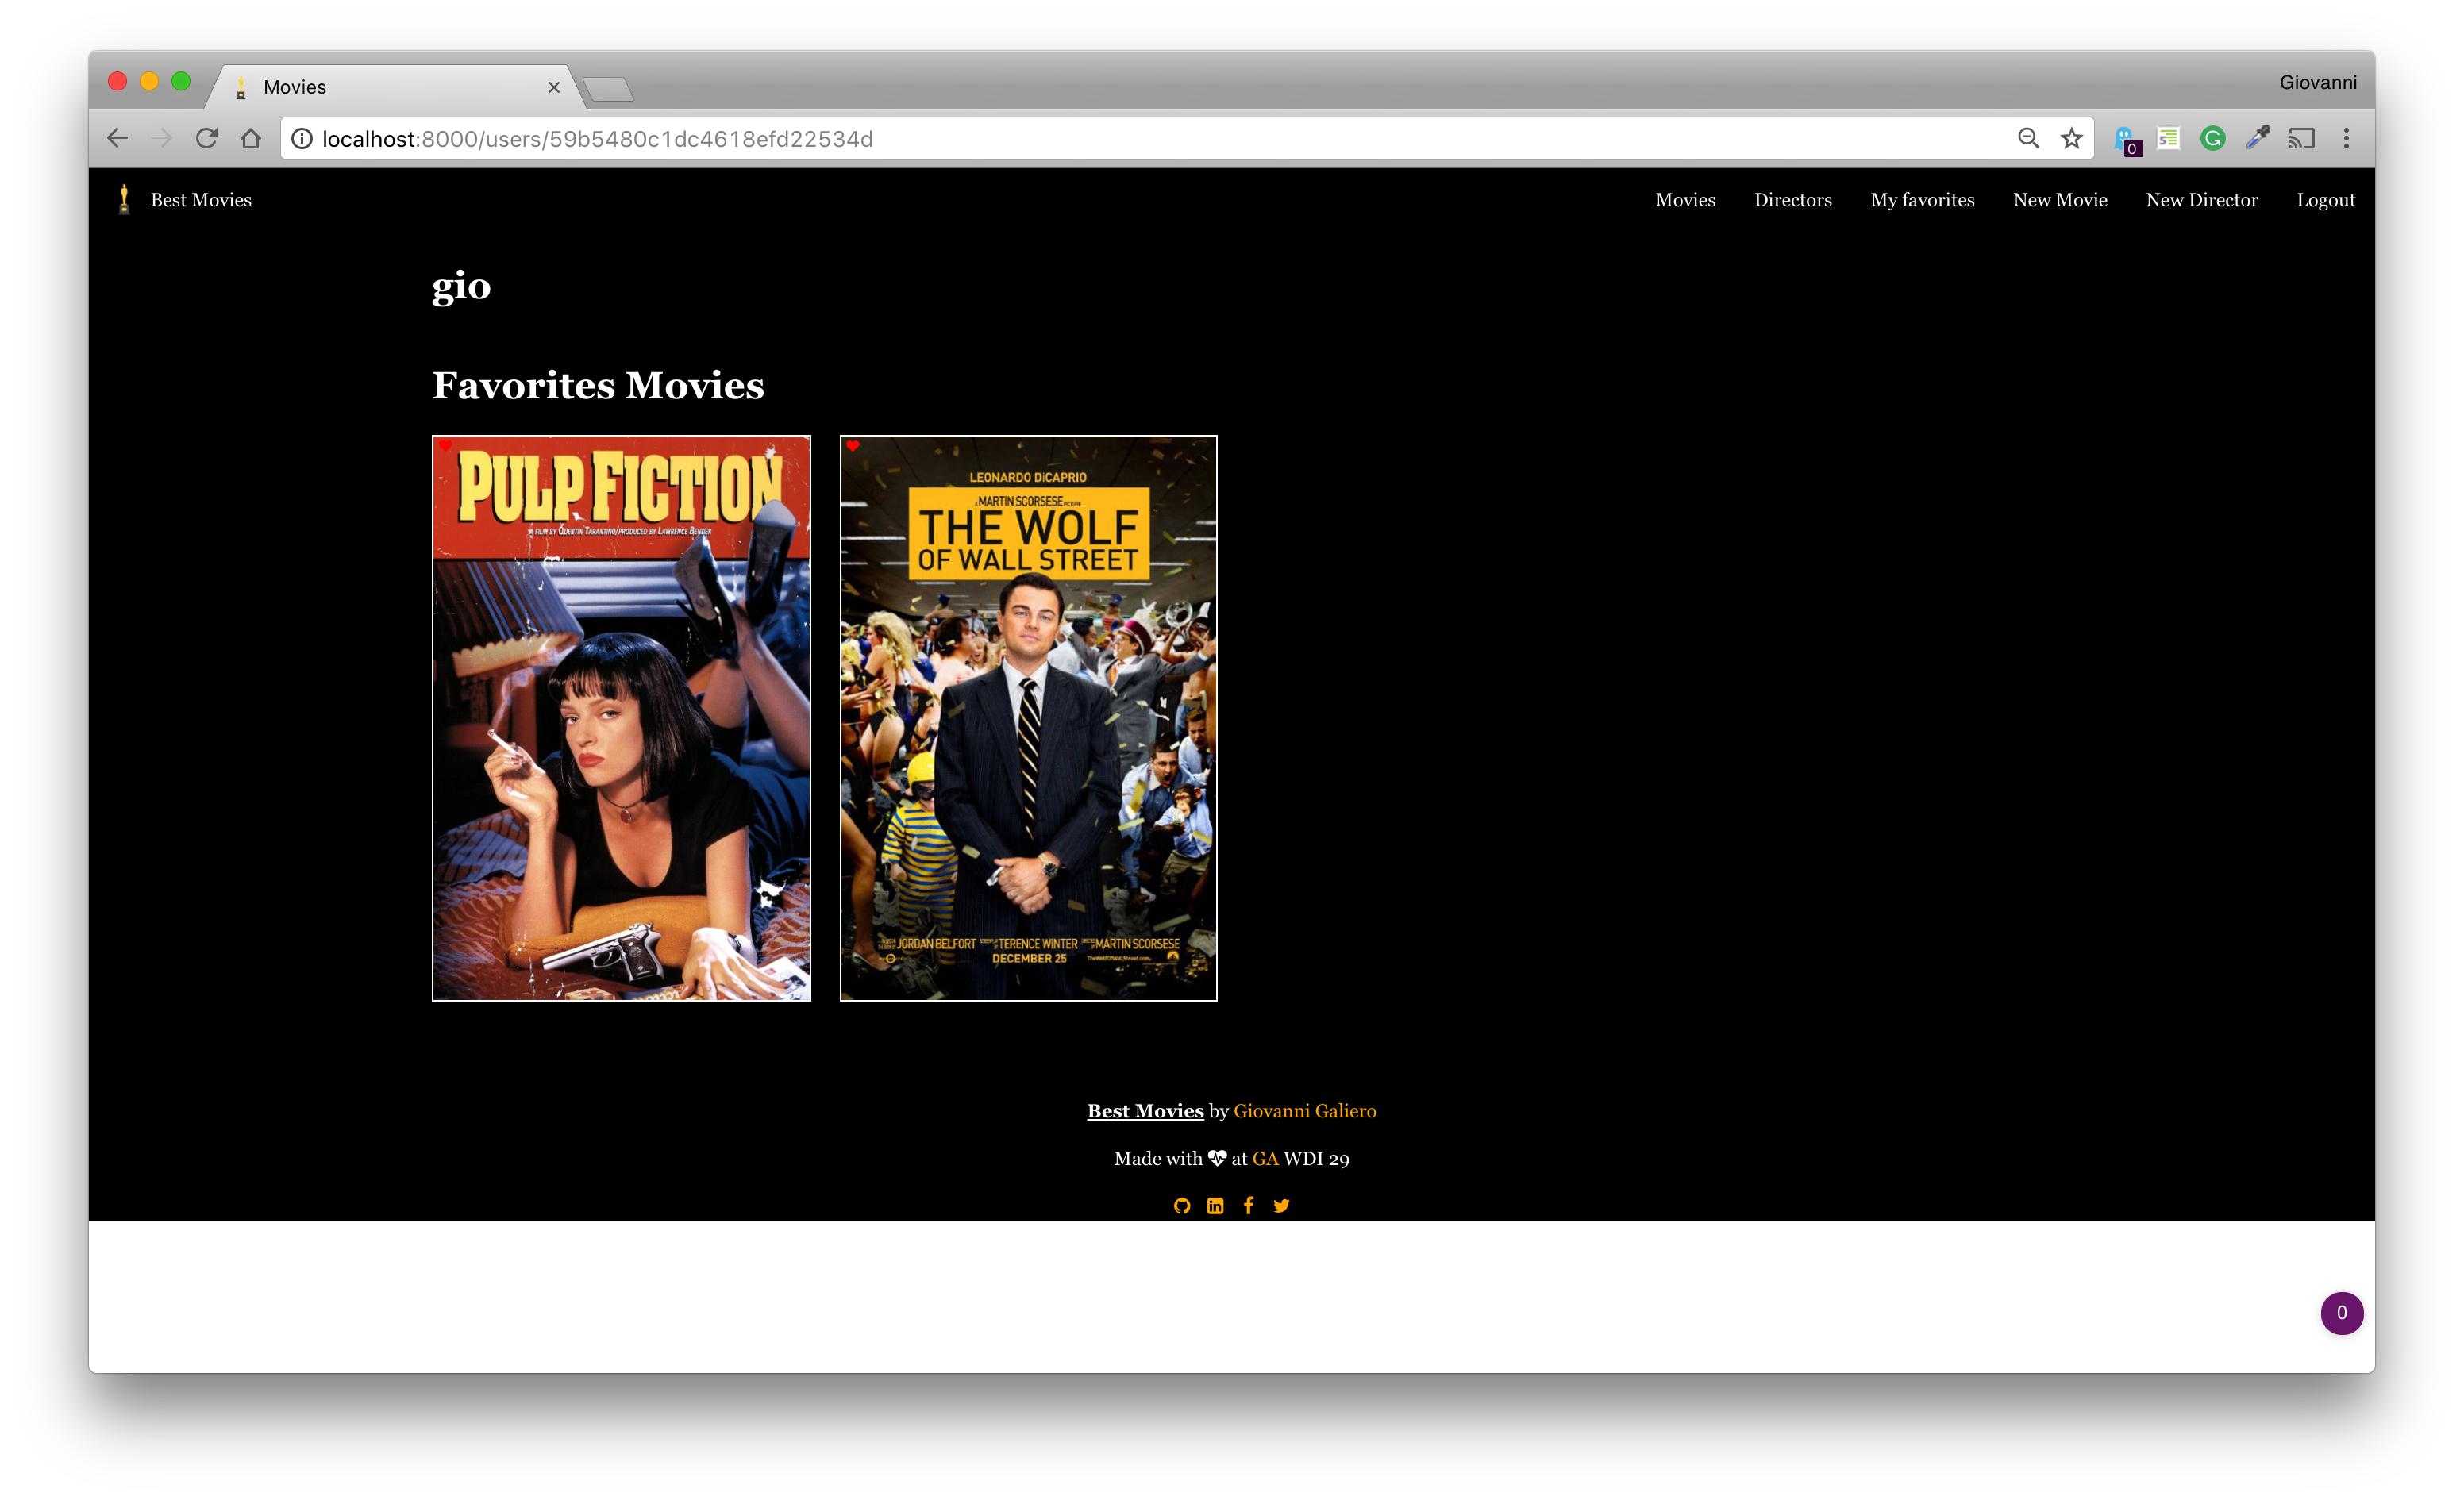 Movies
Giovanni
localhost:8000/users/59b5480c1dc4618efd22534d
0
Best Movies
Movies Directors My favorites New Movie New Director Logout
gio
Favorites Movies
PULP FICTION
A FILM BY QUENTIN TARANTINO/PRODUCED BY LAWRENCE BENDER
LEONARDO DiCAPRIO
A MARTIN SCORSESE PICTURE
THE WOLF
OF WALL STREET
JORDAN BELFORT TERENCE WINTER MARTIN SCORSESE
DECEMBER 25
Best Movies by Giovanni Galiero
Made with at GA WDI 29
0